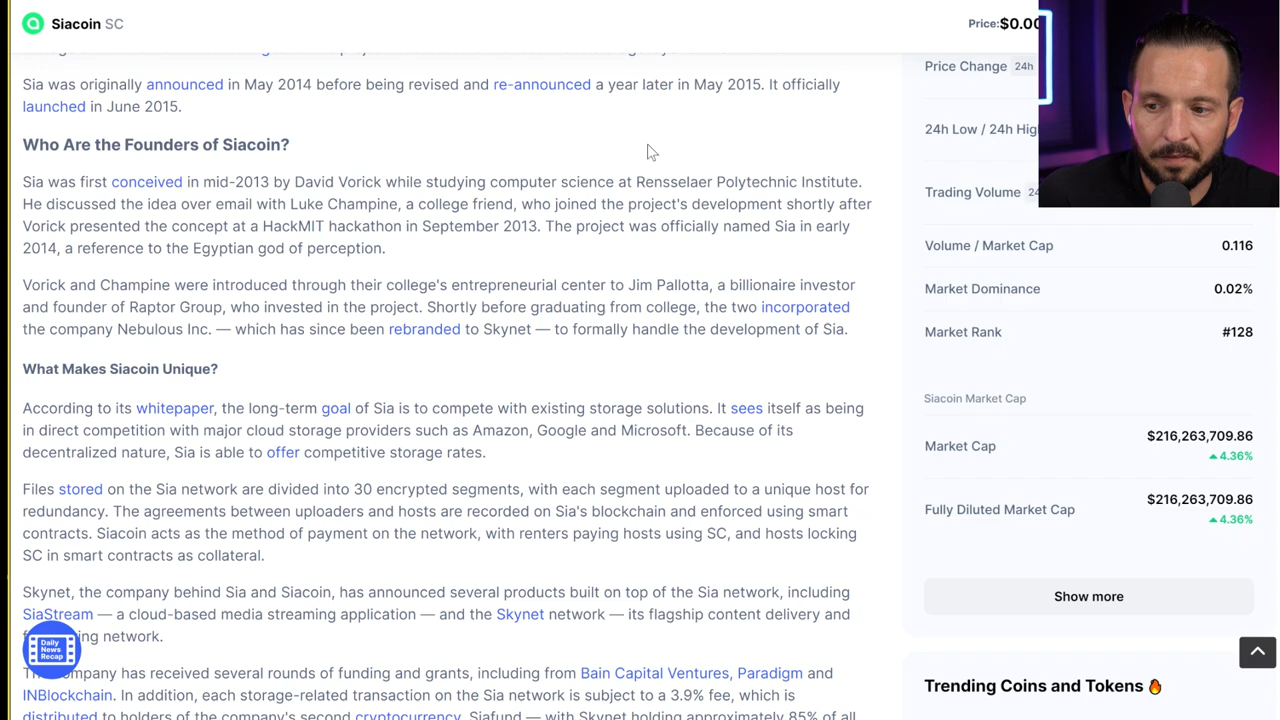 Siacoin SC
Price:$0.00
Sia was originally announced in May 2014 before being revised and re-announced a year later in May 2015. It officially
launched in June 2015.
Who Are the Founders of Siacoin?
Sia was first conceived in mid-2013 by David Vorick while studying computer science at Rensselaer Polytechnic Institute.
He discussed the idea over email with Luke Champine, a college friend, who joined the project's development shortly after
Vorick presented the concept at a HackMIT hackathon in September 2013. The project was officially named Sia in early
2014, a reference to the Egyptian god of perception.
Vorick and Champine were introduced through their college's entrepreneurial center to Jim Pallotta, a billionaire investor
and founder of Raptor Group, who invested in the project. Shortly before graduating from college, the two incorporated
the company Nebulous Inc. — which has since been rebranded to Skynet — to formally handle the development of Sia.
What Makes Siacoin Unique?
According to its whitepaper, the long-term goal of Sia is to compete with existing storage solutions. It sees itself as being
in direct competition with major cloud storage providers such as Amazon, Google and Microsoft. Because of its
decentralized nature, Sia is able to offer competitive storage rates.
Files stored on the Sia network are divided into 30 encrypted segments, with each segment uploaded to a unique host for
redundancy. The agreements between uploaders and hosts are recorded on Sia's blockchain and enforced using smart
contracts. Siacoin acts as the method of payment on the network, with renters paying hosts using SC, and hosts locking
SC in smart contracts as collateral.
Skynet, the company behind Sia and Siacoin, has announced several products built on top of the Sia network, including
SiaStream — a cloud-based media streaming application — and the Skynet network — its flagship content delivery and
network.
company has received several rounds of funding and grants, including from Bain Capital Ventures, Paradigm and
INBlockchain. In addition, each storage-related transaction on the Sia network is subject to a 3.9% fee, which is
distributed to holders of the company's second cryptocurrency, Siafund — with Skynet holding approximately 85% of all
Daily
News
Recap
Price Change 24h
24h Low / 24h High
Trading Volume 24
Volume / Market Cap 0.116
Market Dominance 0.02%
Market Rank #128
Siacoin Market Cap
Market Cap $216,263,709.86
4.36%
Fully Diluted Market Cap $216,263,709.86
4.36%
Show more
Trending Coins and Tokens 🔥